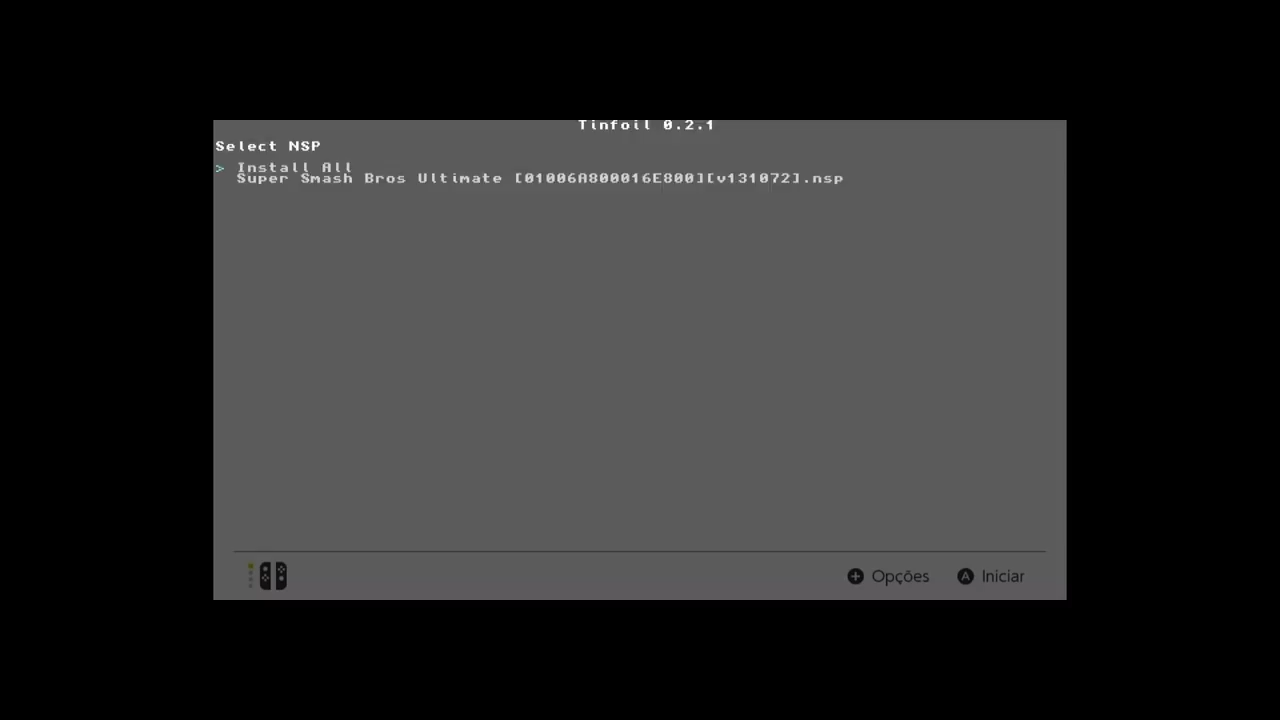 Tinfoil 0.2.1
Select NSP
> Install All
Super Smash Bros Ultimate [01006A800016E800][v131072].nsp
+ Opções A Iniciar